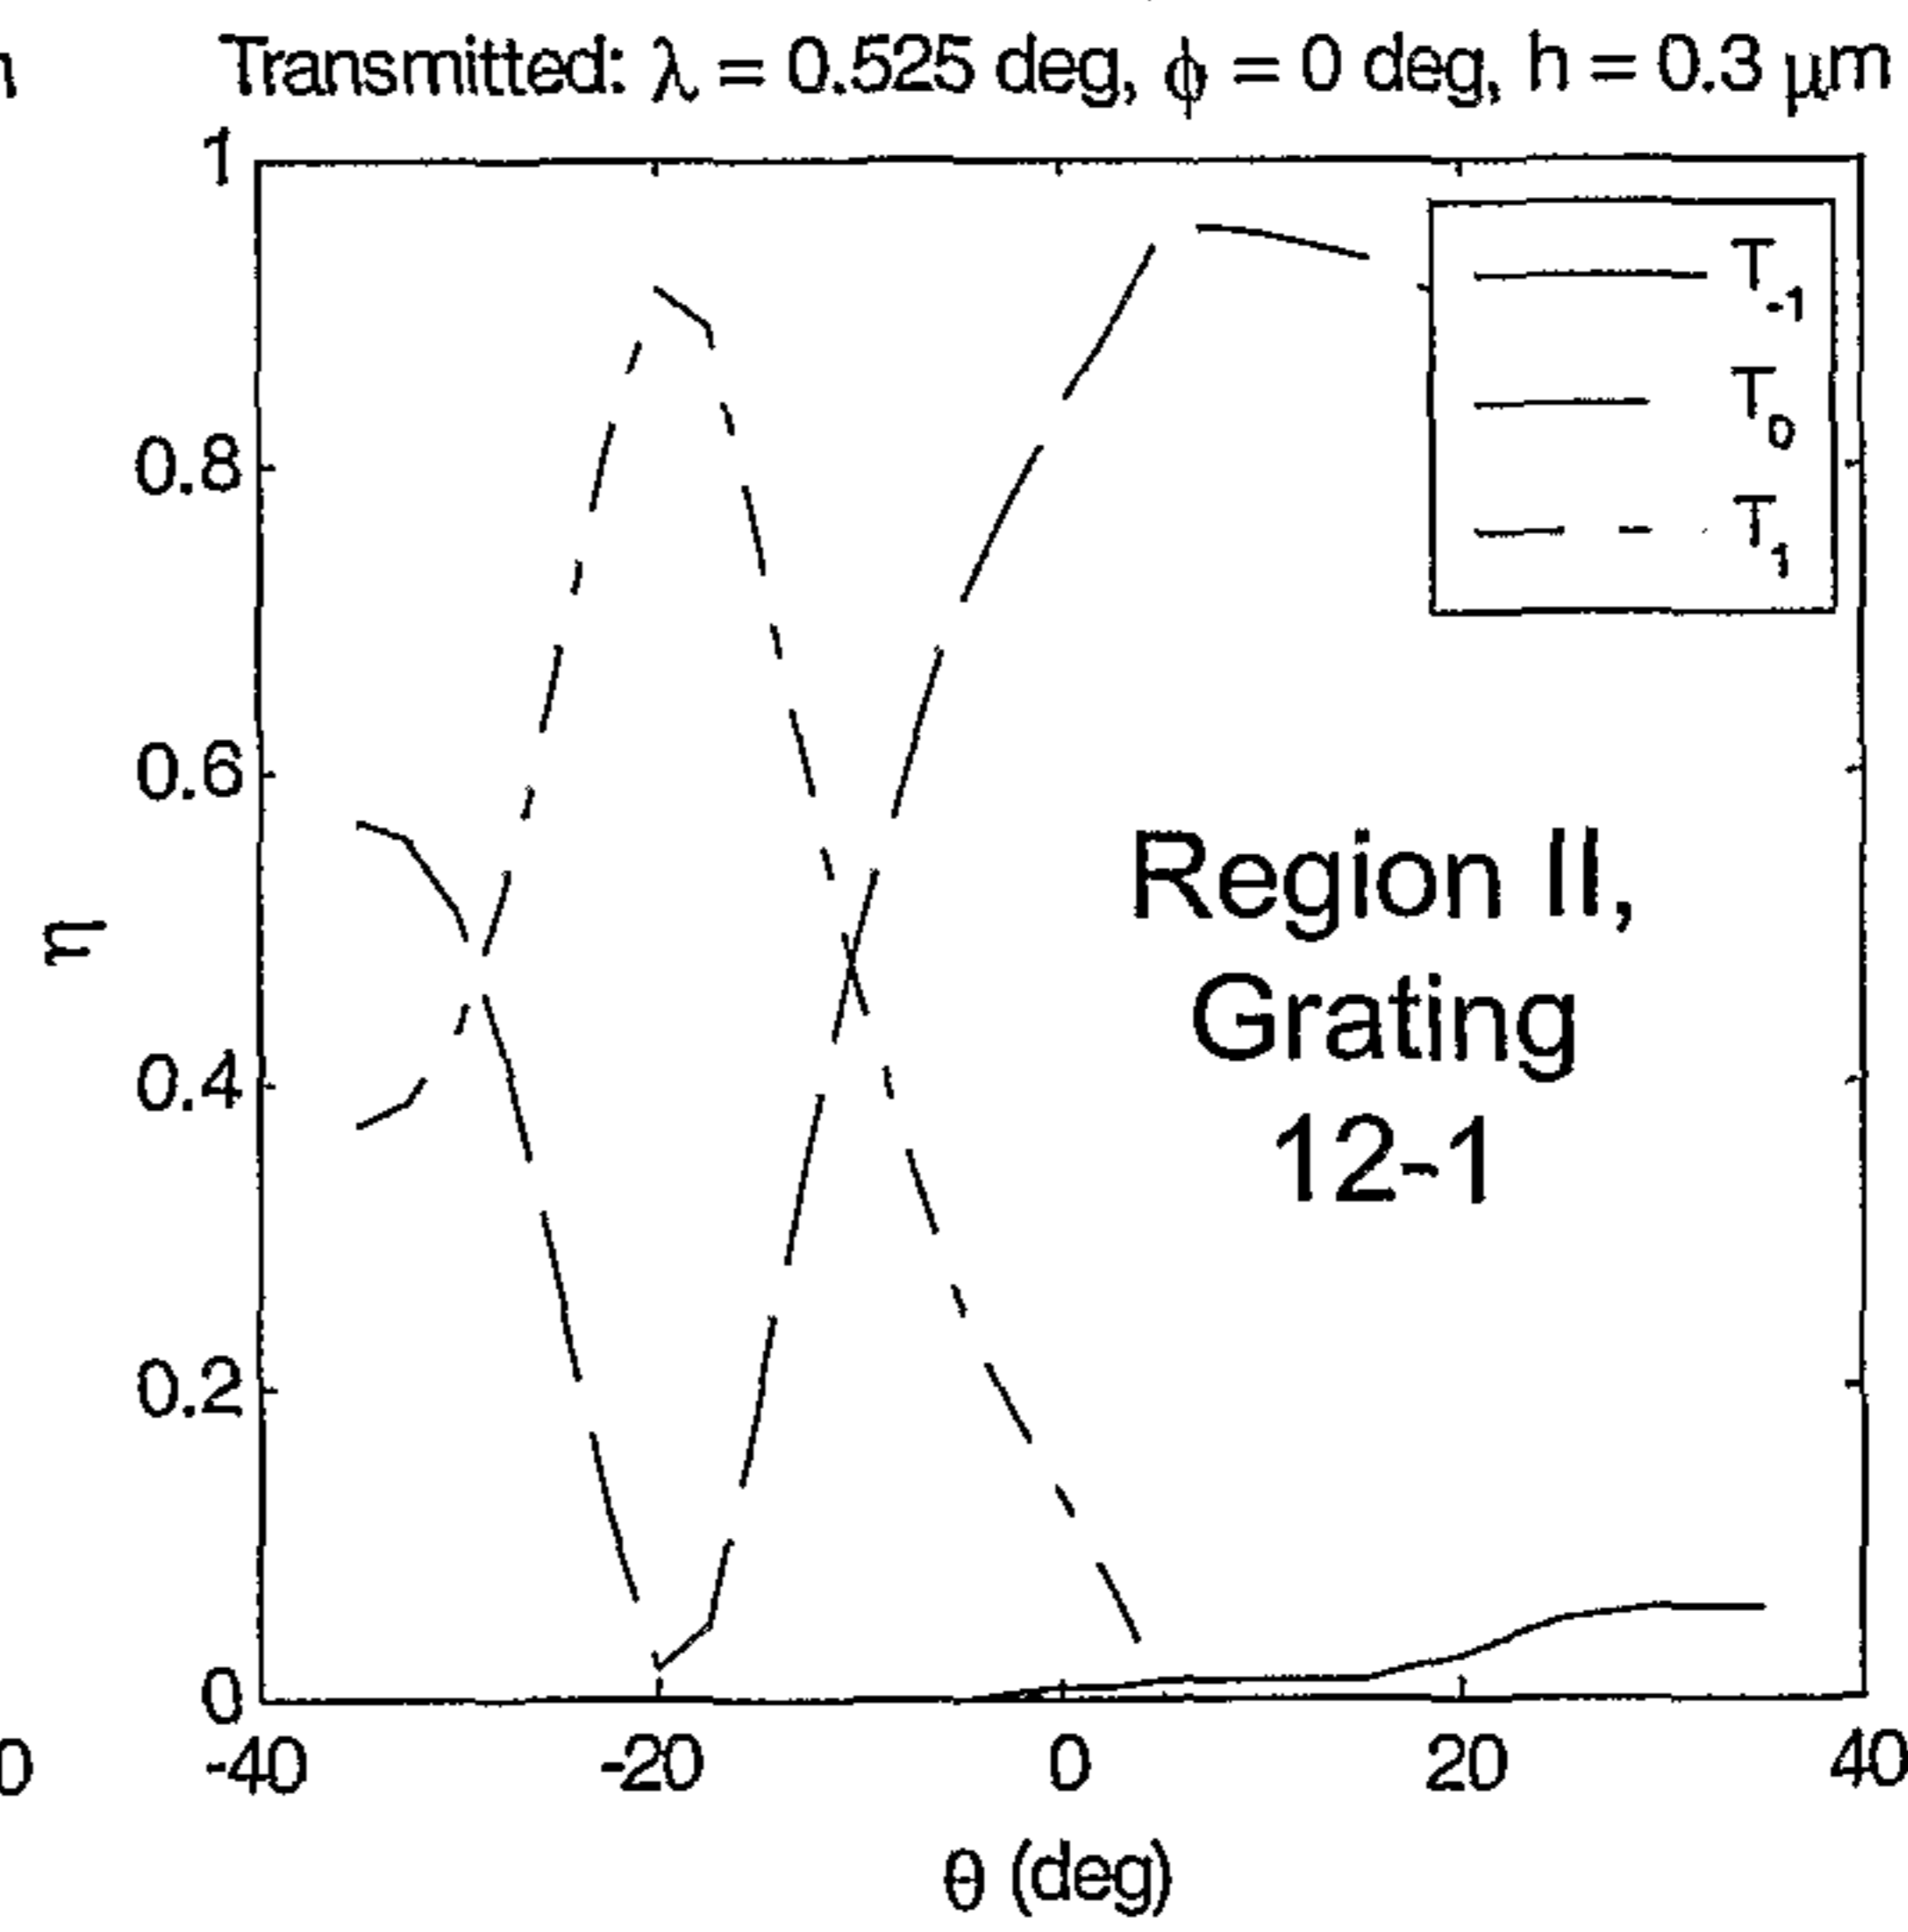 Transmitted: λ = 0.525 deg, ϕ = 0 deg, h = 0.3 μm
1
0.8
0.6
0.4
0.2
0
η
T-1
T0
T1
Region II,
Grating
12-1
-40
-20
0
20
40
θ (deg)